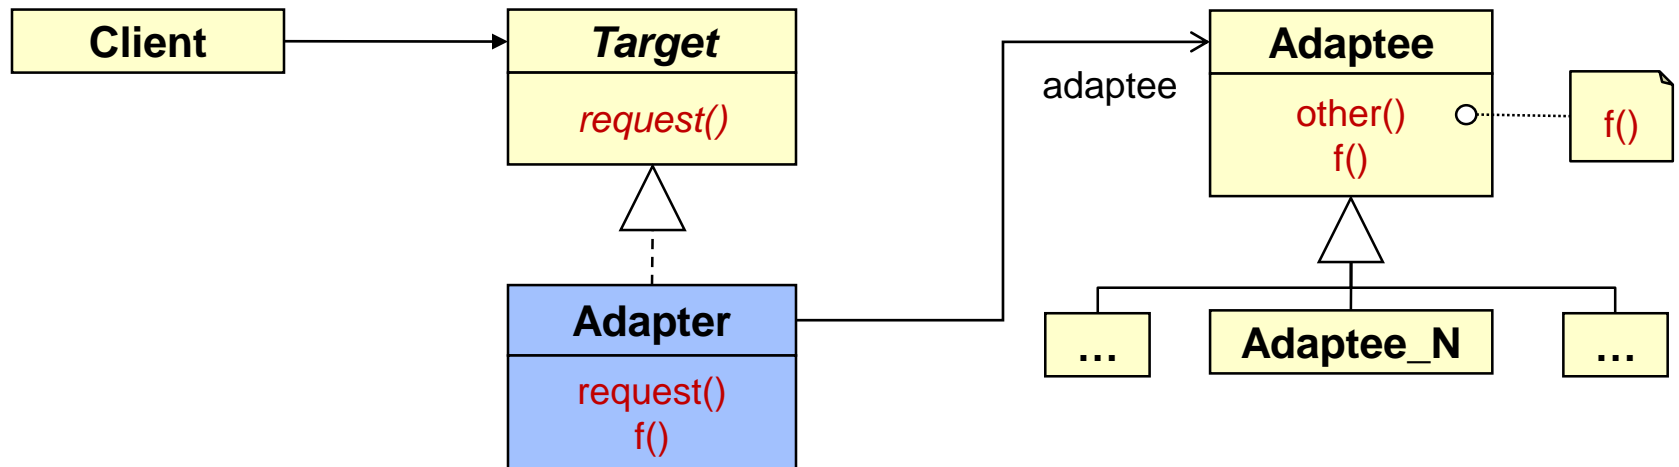 Client
Target
request()
Adapter
request()
f()
adaptee
Adaptee
other()
f()
f()
...
Adaptee_N
...